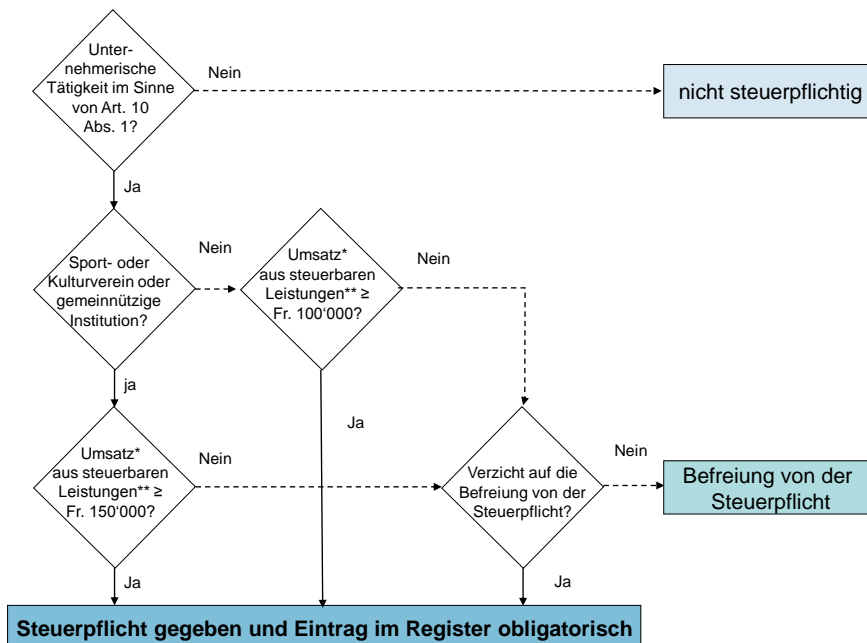 Unter-
nehmerische
Tätigkeit im Sinne
von Art. 10
Abs. 1?
Nein
nicht steuerpflichtig
Ja
Sport- oder
Kulturverein oder
gemeinnützige
Institution?
Nein
Umsatz*
aus steuerbaren
Leistungen** ≥
Fr. 100‘000?
Nein
ja
Ja
Umsatz*
aus steuerbaren
Leistungen** ≥
Fr. 150‘000?
Nein
Verzicht auf die
Befreiung von der
Steuerpflicht?
Nein
Befreiung von der
Steuerpflicht
Ja
Ja
Steuerpflicht gegeben und Eintrag im Register obligatorisch